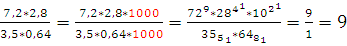 7,2*2,8/3,5*0,64 = 7,2*2,8*1000/3,5*0,64*1000 = 72⁹*28⁴¹*10²¹/35₅₁*64₈₁ = 9/1 = 9